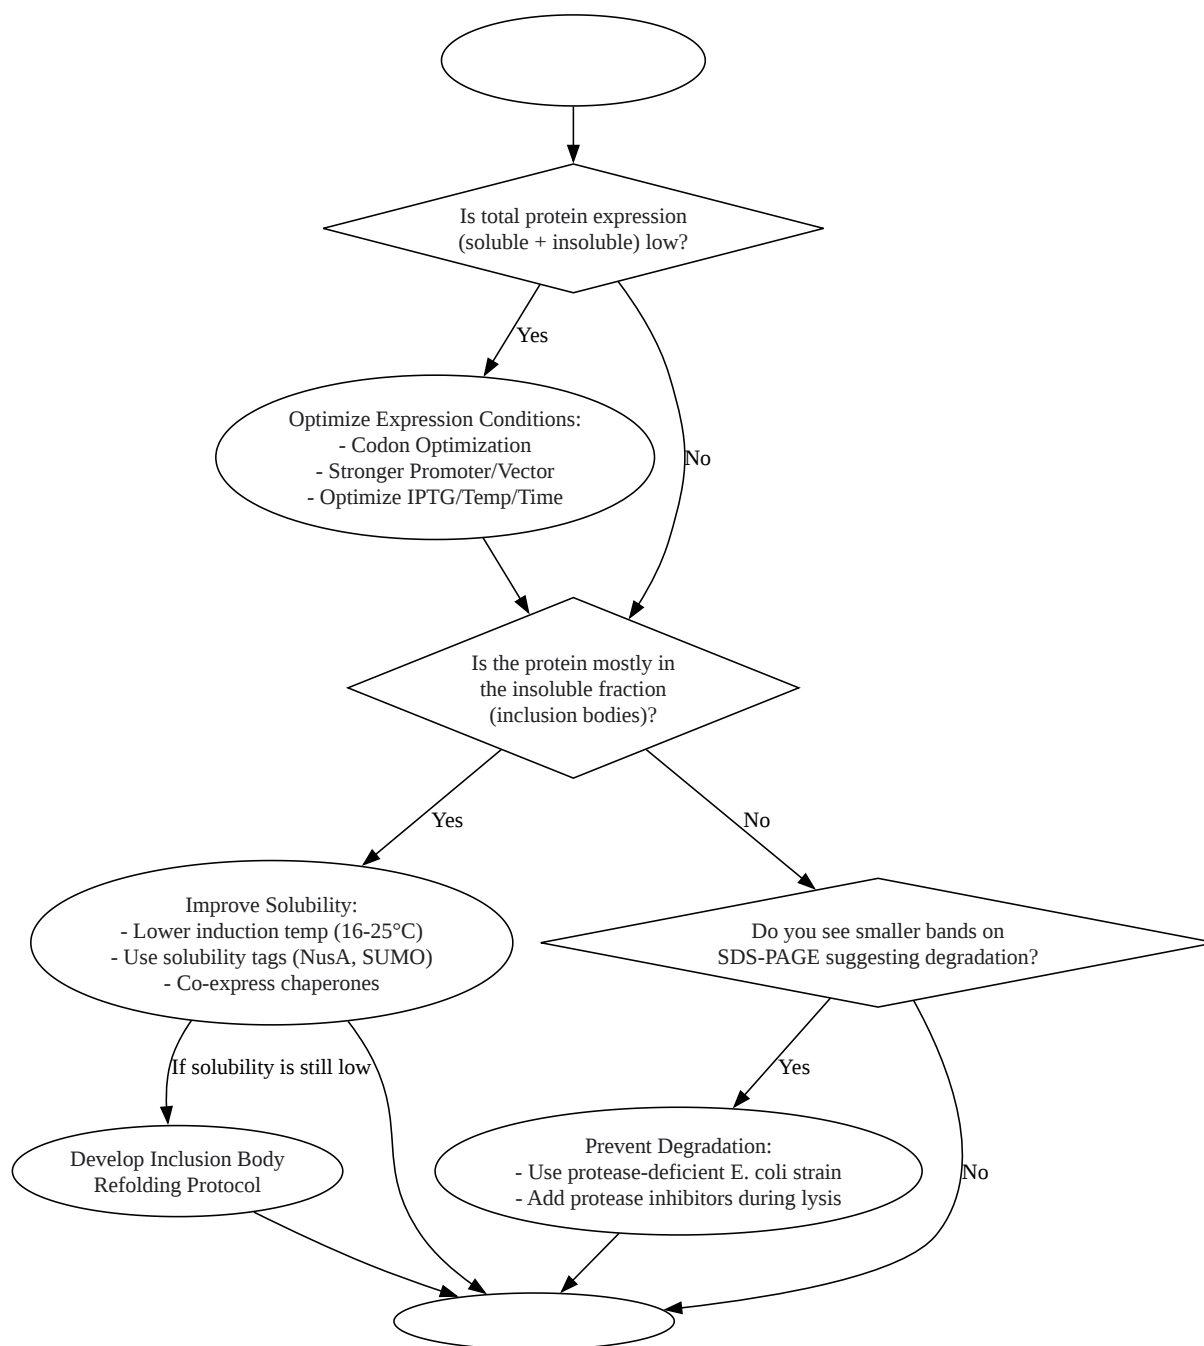 Is total protein expression
(soluble + insoluble) low?
Yes
Optimize Expression Conditions:
- Codon Optimization
- Stronger Promoter/Vector
- Optimize IPTG/Temp/Time
No
Is the protein mostly in
the insoluble fraction
(inclusion bodies)?
Yes
No
Improve Solubility:
- Lower induction temp (16-25°C)
- Use solubility tags (NusA, SUMO)
- Co-express chaperones
Do you see smaller bands on
SDS-PAGE suggesting degradation?
If solubility is still low
Yes
Develop Inclusion Body
Refolding Protocol
Prevent Degradation:
- Use protease-deficient E. coli strain
- Add protease inhibitors during lysis
No